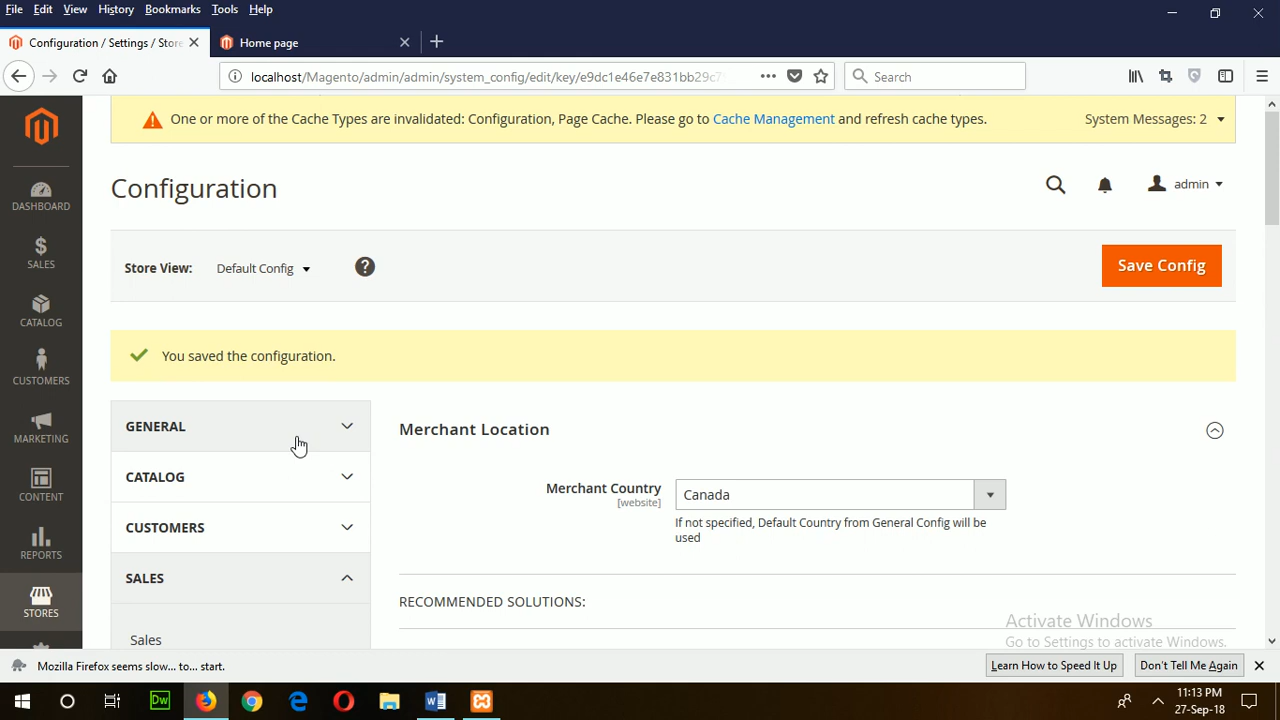 File Edit View History Bookmarks Tools Help
Configuration / Settings / Store
Home page
localhost/Magento/admin/admin/system_config/edit/key/e9dc1e46e7e831bb29c7
Search
One or more of the Cache Types are invalidated: Configuration, Page Cache. Please go to Cache Management and refresh cache types.
System Messages: 2
Configuration
admin
DASHBOARD
SALES
CATALOG
CUSTOMERS
MARKETING
CONTENT
REPORTS
STORES
Store View: Default Config
?
Save Config
You saved the configuration.
GENERAL
CATALOG
CUSTOMERS
SALES
Sales
Merchant Location
Merchant Country
[website]
Canada
If not specified, Default Country from General Config will be
used
RECOMMENDED SOLUTIONS:
Activate Windows
Go to Settings to activate Windows.
Mozilla Firefox seems slow... to... start.
Learn How to Speed It Up
Don't Tell Me Again
Dw
11:13 PM
27-Sep-18